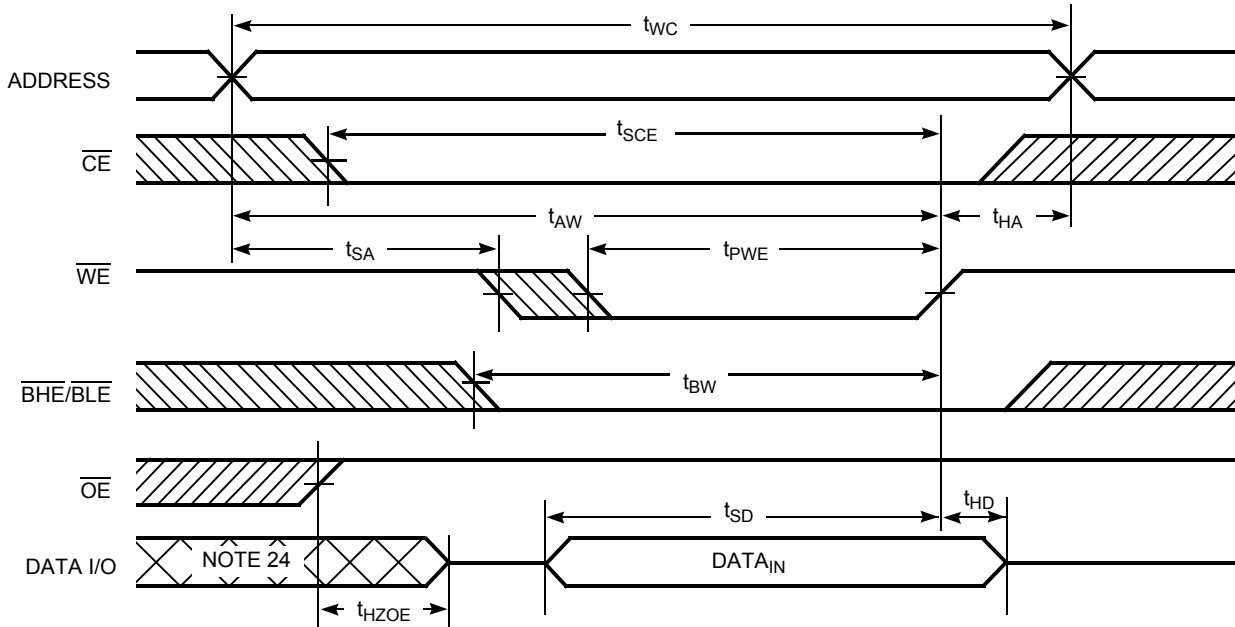 tWC
ADDRESS
tSCE
CE
tAW
tHA
tSA
tPWE
WE
tBW
BHE/BLE
OE
tSD
tHD
DATA I/O
NOTE 24
DATAIN
tHZOE